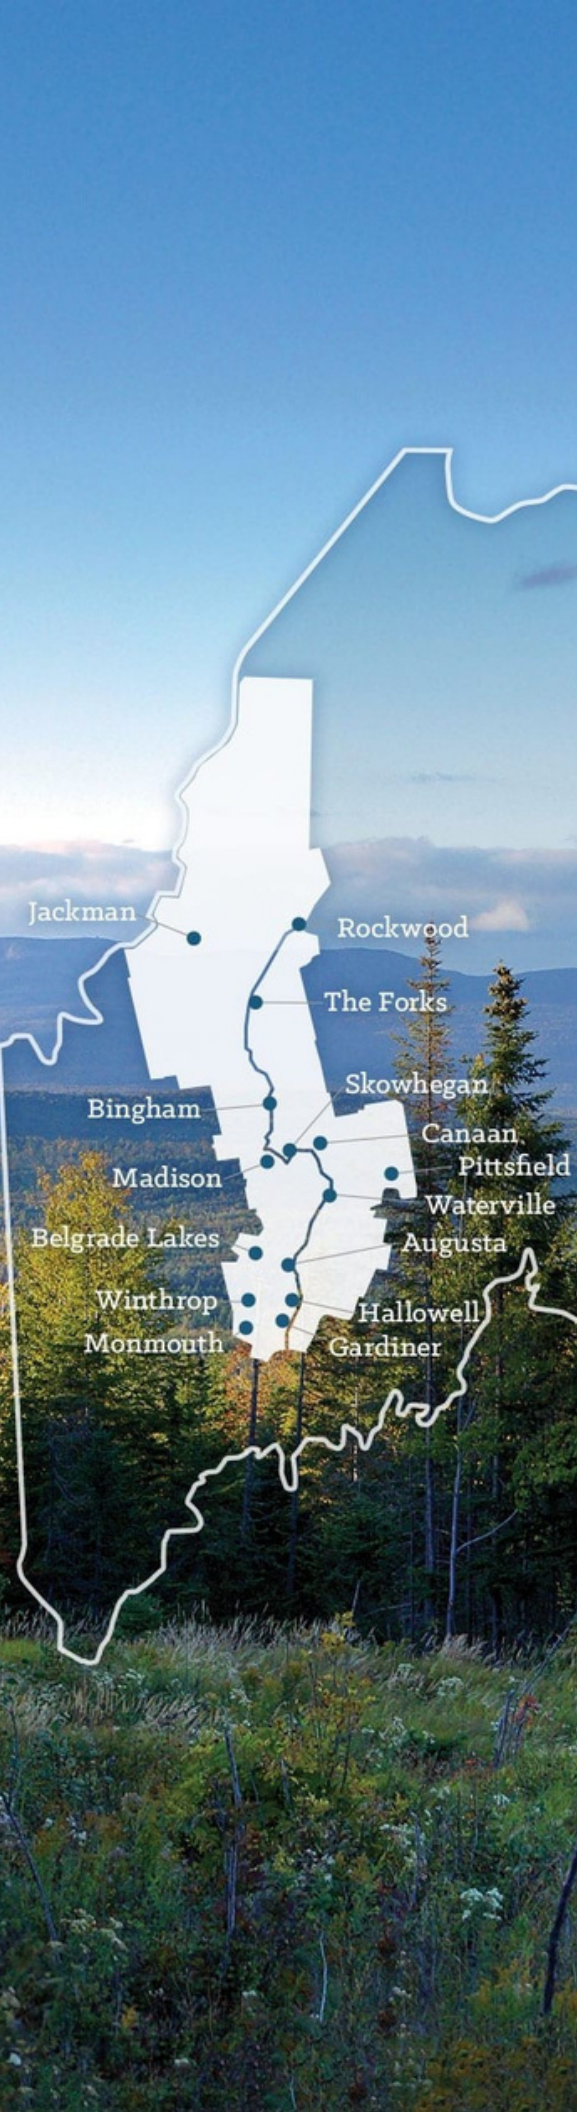 Jackman
Rockwood
The Forks
Skowhegan
Bingham
Canaan
Pittsfield
Madison
Waterville
Belgrade Lakes
Augusta
Winthrop
Hallowell
Monmouth
Gardiner